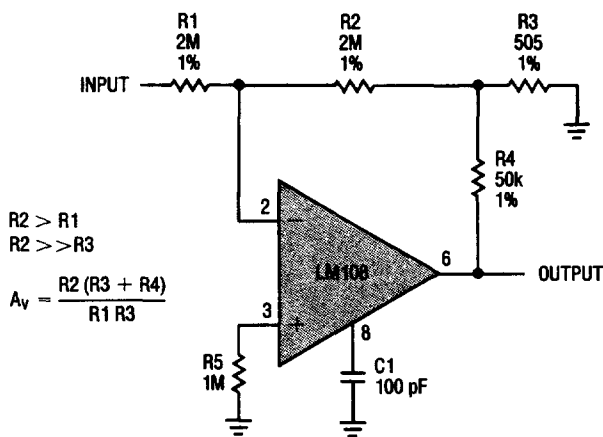 R1
2M
1%
R2
2M
1%
R3
505
1%
INPUT
R4
50k
1%
2
−
R2 > R1
R2 >>R3
A_V = R2 (R3 + R4) / R1 R3
LM108
6
OUTPUT
3
+
8
R5
1M
C1
100 pF